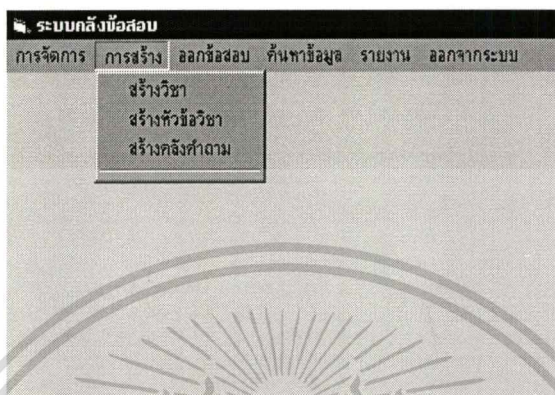 ระบบคลังข้อสอบ
การจัดการ การสร้าง ออกข้อสอบ ค้นหาข้อมูล รายงาน ออกจากระบบ
สร้างวิชา
สร้างหัวข้อวิชา
สร้างคลังคำถาม